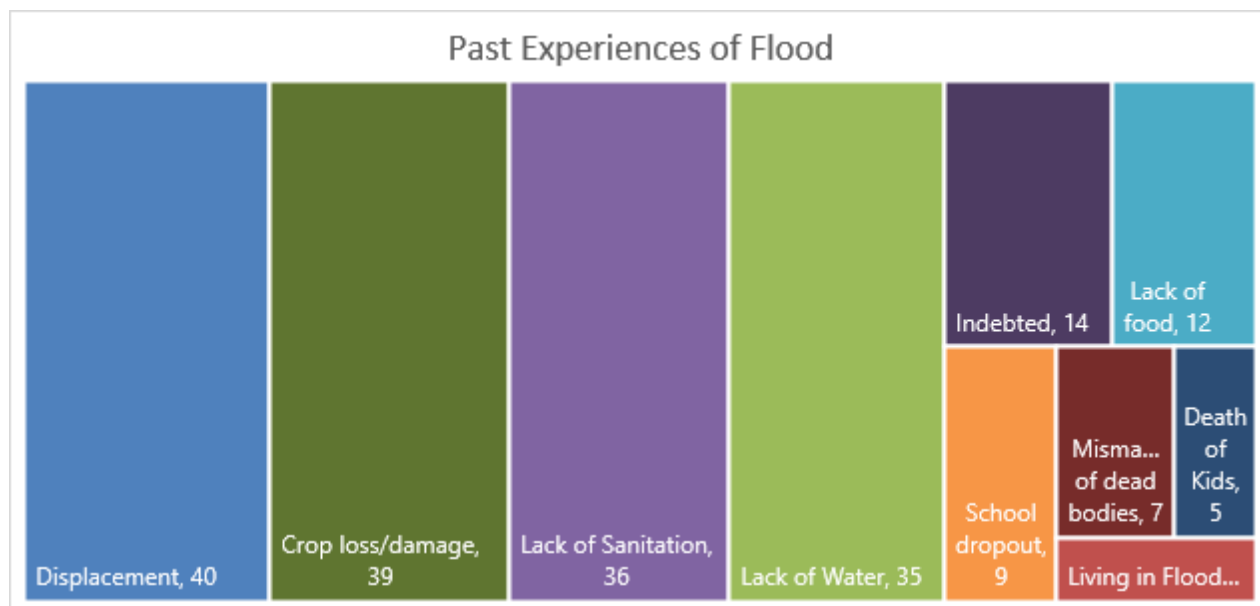 Past Experiences of Flood
Displacement, 40
Crop loss/damage,
39
Lack of Sanitation,
36
Lack of Water, 35
Indebted, 14
Lack of
food, 12
School
dropout,
9
Misma...
of dead
bodies, 7
Death
of
Kids,
5
Living in Flood...